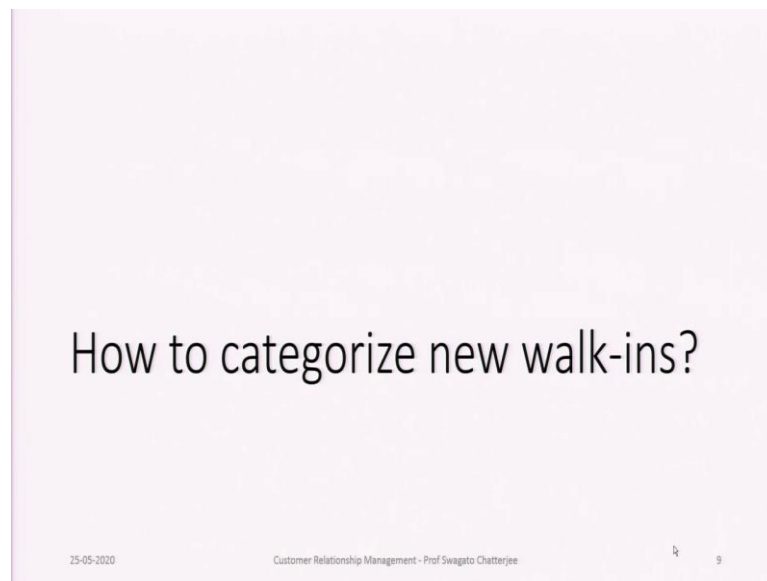 How to categorize new walk-ins?
25-05-2020 Customer Relationship Management - Prof Swagato Chatterjee 9